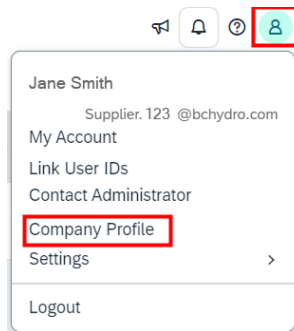 Jane Smith
Supplier. 123 @bchydro.com
My Account
Link User IDs
Contact Administrator
Company Profile
Settings
Logout